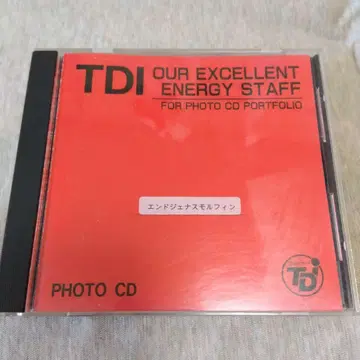 TDI OUR EXCELLENT
ENERGY STAFF
FOR PHOTO CD PORTFOLIO
エンドジェナスモルフィン
PHOTO CD
TDi